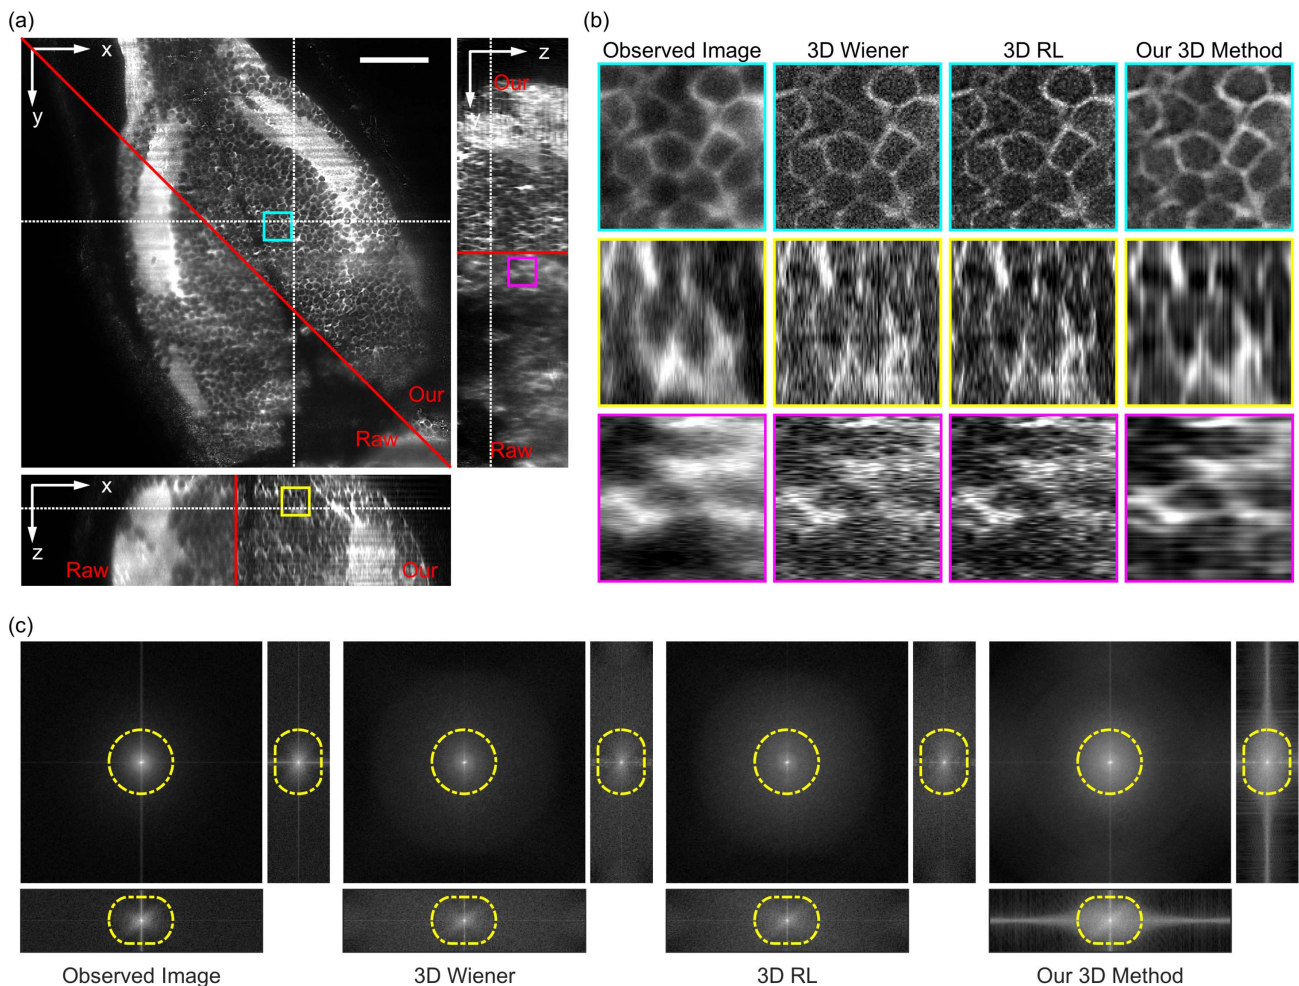 (a)
x
y
Our
Raw
z
Our
Raw
x
z
Raw
Our
(b)
Observed Image
3D Wiener
3D RL
Our 3D Method
(c)
Observed Image
3D Wiener
3D RL
Our 3D Method